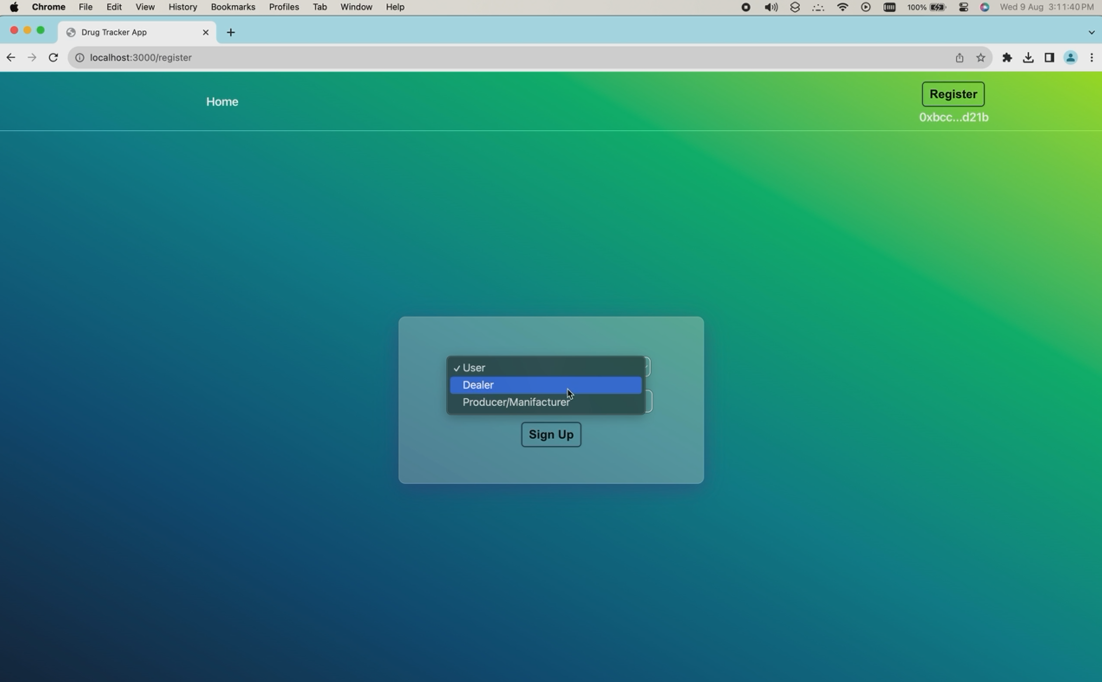 Chrome File Edit View History Bookmarks Profiles Tab Window Help 100% Wed 9 Aug 3:11:40 PM
Drug Tracker App
localhost:3000/register
Home
Register
0xbcc...d21b
✓ User
Dealer
Producer/Manifacturer
Sign Up